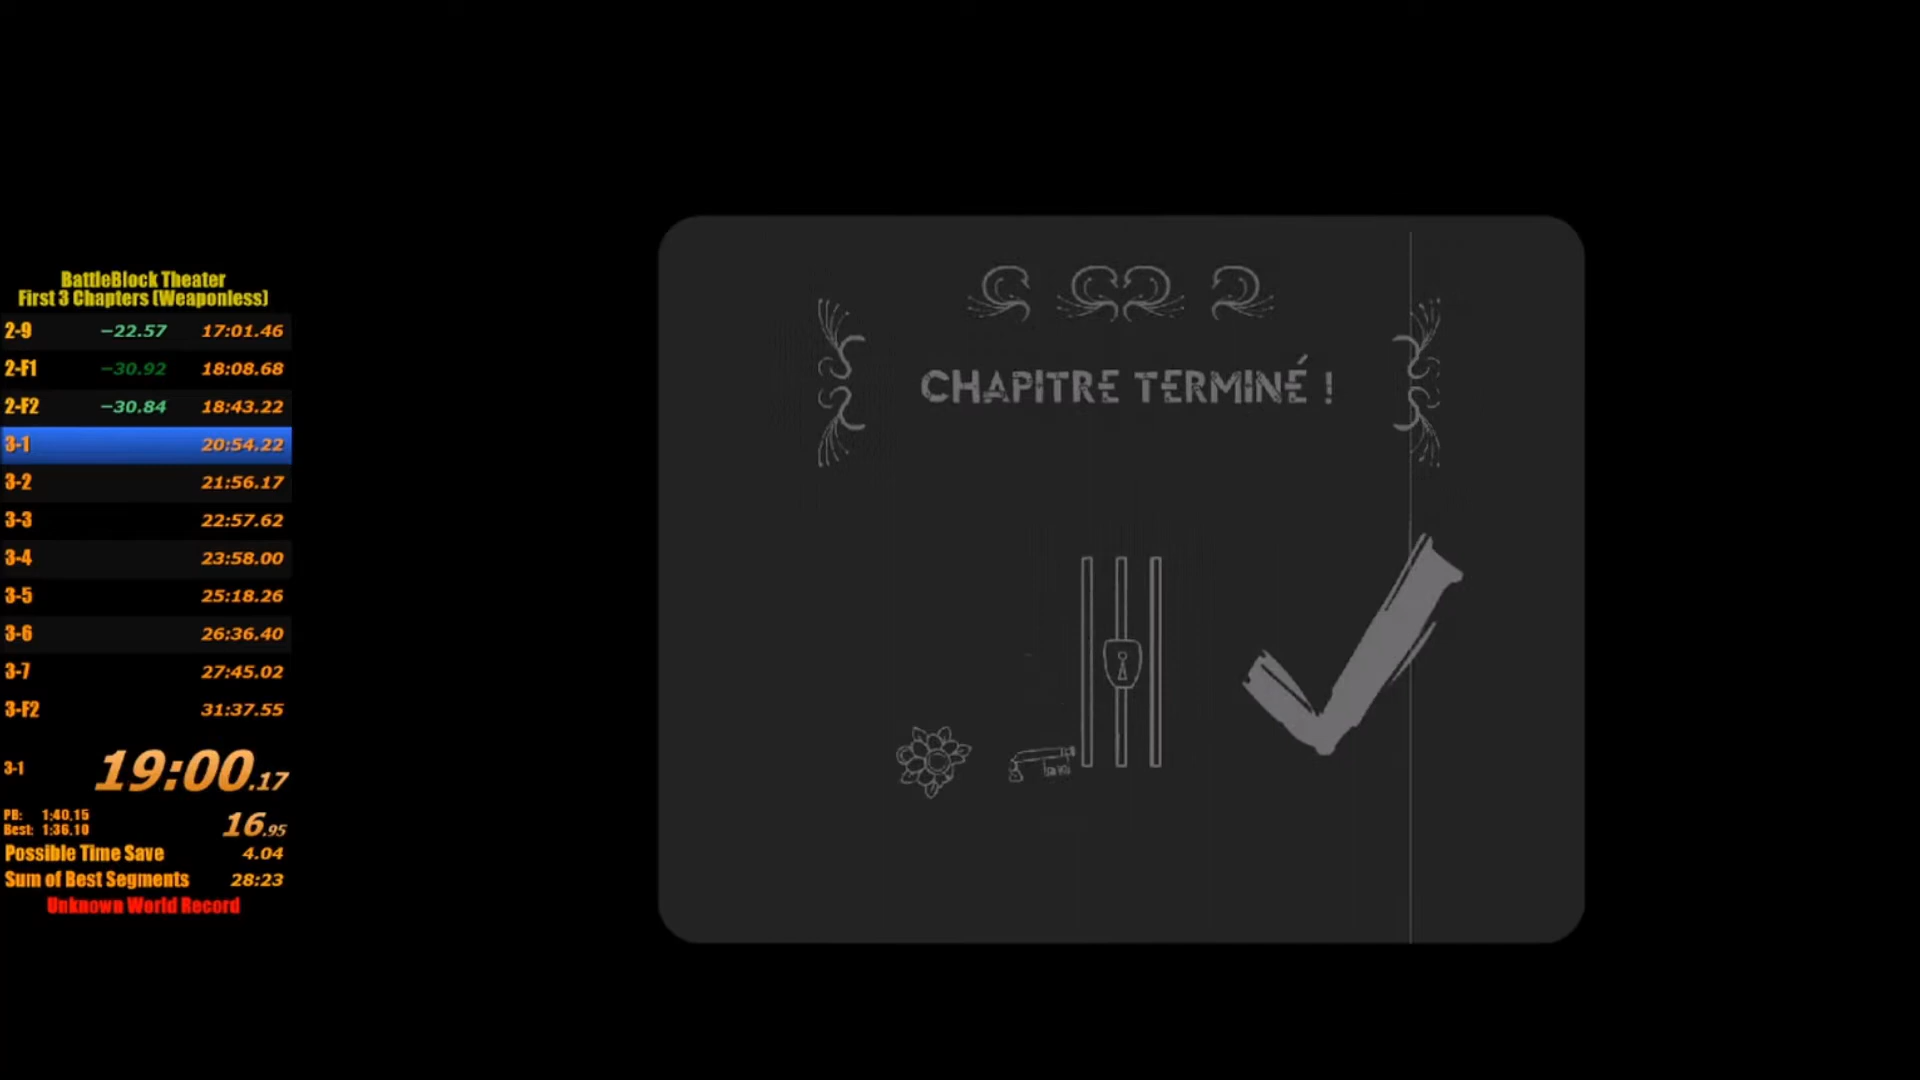 BattleBlock Theater
First 3 Chapters (Weaponless)
2-9 −22.57 17:01.46
2-F1 −30.92 18:08.68
2-F2 −30.84 18:43.22
3-1 20:54.22
3-2 21:56.17
3-3 22:57.62
3-4 23:58.00
3-5 25:18.26
3-6 26:36.40
3-7 27:45.02
3-F2 31:37.55
3-1 19:00.17
PB: 1:40.15
Best: 1:36.10
16.95
Possible Time Save 4.04
Sum of Best Segments 28:23
Unknown World Record
CHAPITRE TERMINÉ !